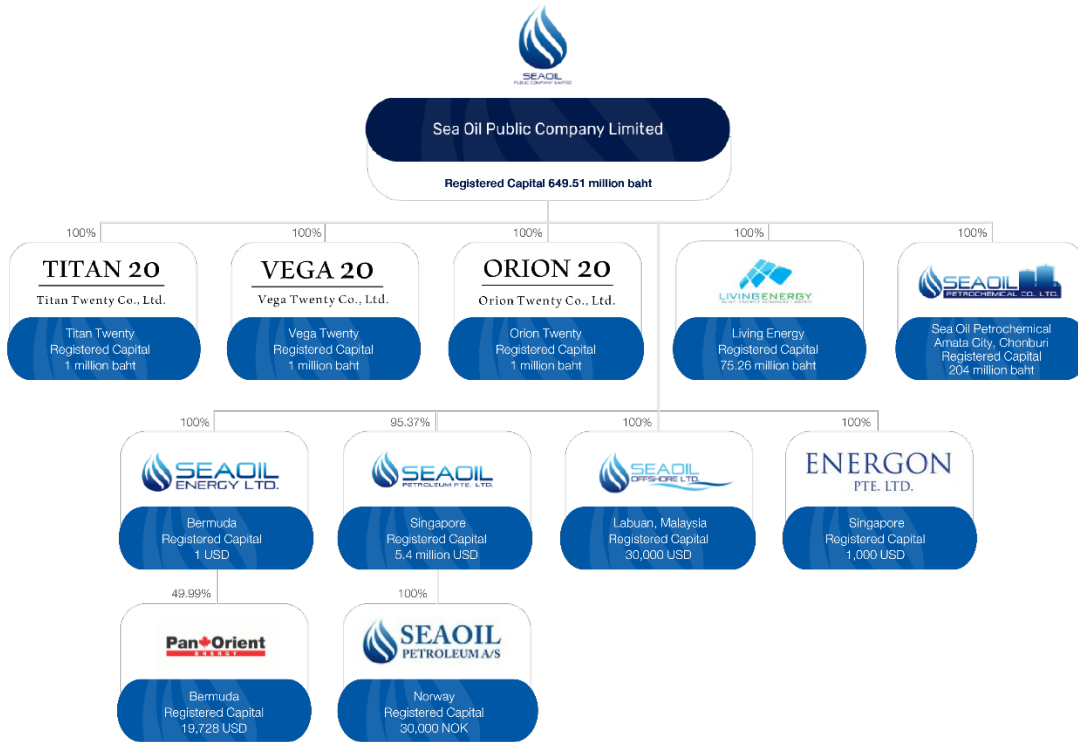 SEAOIL
PUBLIC COMPANY LIMITED
Sea Oil Public Company Limited
Registered Capital 649.51 million baht
100%
100%
100%
100%
100%
TITAN 20
Titan Twenty Co., Ltd.
Titan Twenty
Registered Capital
1 million baht
VEGA 20
Vega Twenty Co., Ltd.
Vega Twenty
Registered Capital
1 million baht
ORION 20
Orion Twenty Co., Ltd.
Orion Twenty
Registered Capital
1 million baht
LIVINGENERGY
Living Energy
Registered Capital
75.26 million baht
SEAOIL
PETROCHEMICAL CO., LTD.
Sea Oil Petrochemical
Amata City, Chonburi
Registered Capital
204 million baht
100%
95.37%
100%
100%
SEAOIL
ENERGY LTD.
Bermuda
Registered Capital
1 USD
SEAOIL
PETROLEUM PTE. LTD.
Singapore
Registered Capital
5.4 million USD
SEAOIL
OFFSHORE LTD.
Labuan, Malaysia
Registered Capital
30,000 USD
ENERGON
PTE. LTD.
Singapore
Registered Capital
1,000 USD
49.99%
100%
Pan Orient
ENERGY
Bermuda
Registered Capital
19,728 USD
SEAOIL
PETROLEUM A/S
Norway
Registered Capital
30,000 NOK